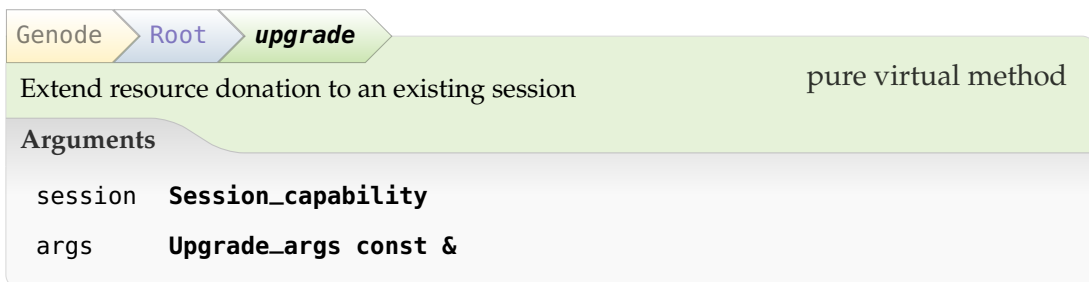 Genode Root upgrade
Extend resource donation to an existing session pure virtual method
Arguments
session Session_capability
args Upgrade_args const &